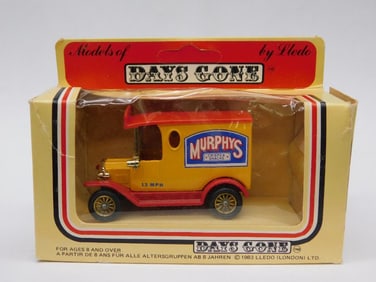 Models of by Lledo
DAYS GONE
MURPHYS
12 MPH
DAYS GONE
FOR AGES 8 AND OVER
A PARTIR DE 8 ANS FÜR ALLE ALTERSGRUPPEN AB 8 JAHREN © 1983 LLEDO (LONDON) LTD.